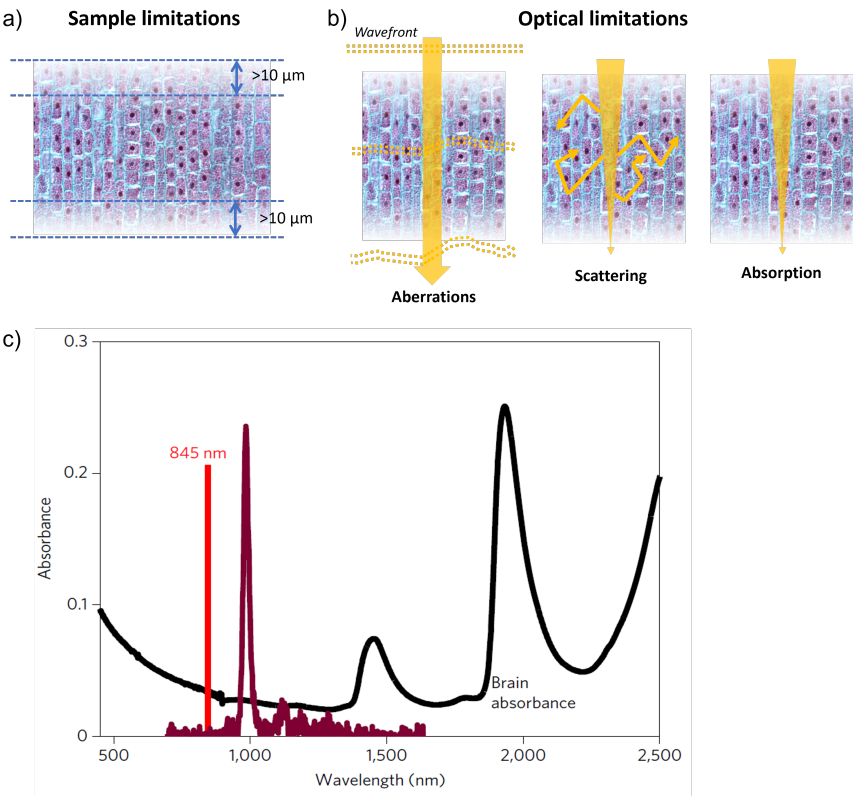 a)
Sample limitations
>10 µm
>10 µm
b)
Optical limitations
Wavefront
Aberrations
Scattering
Absorption
c)
0.3
0.2
0.1
0
Absorbance
845 nm
Brain
absorbance
500
1,000
1,500
2,000
2,500
Wavelength (nm)